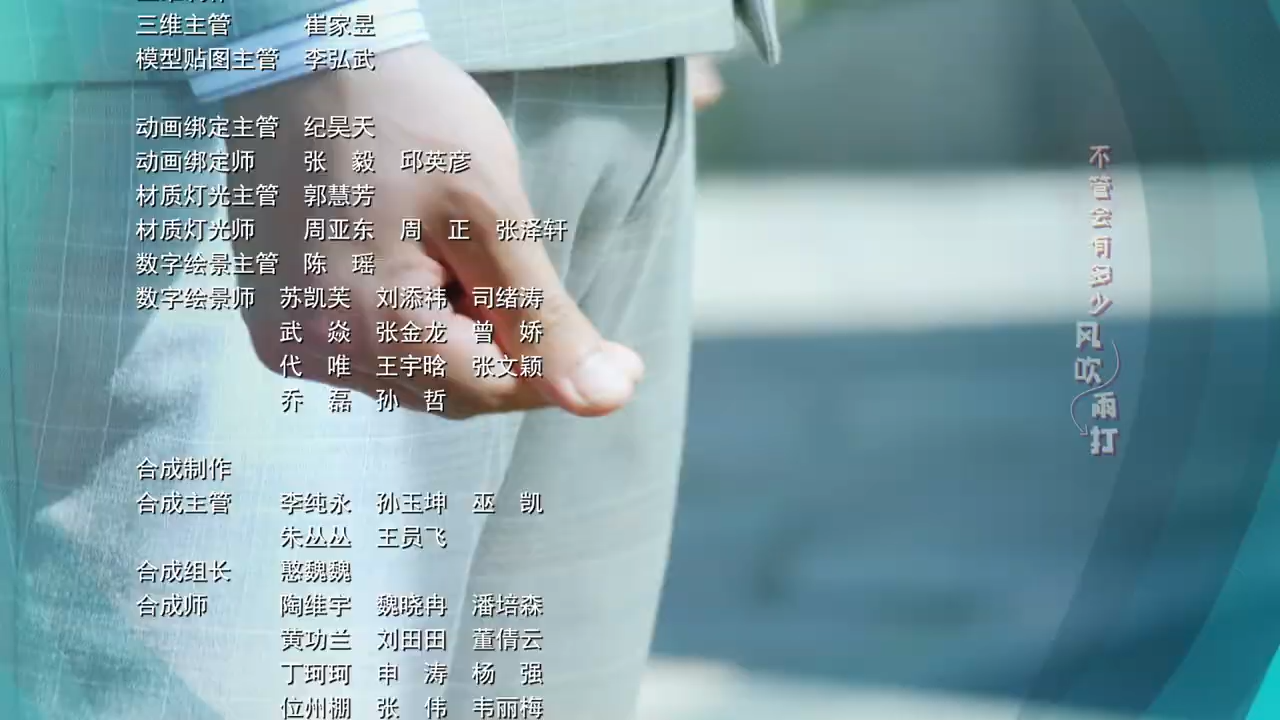 三维主管 崔家昱
模型贴图主管 李弘武
动画绑定主管 纪昊天
动画绑定师 张 毅 邱英彦
材质灯光主管 郭慧芳
材质灯光师 周亚东 周 正 张泽轩
数字绘景主管 陈 瑶
数字绘景师 苏凯芙 刘添祎 司绪涛
武 焱 张金龙 曾 娇
代 唯 王宇晗 张文颖
乔 磊 孙 哲
合成制作
合成主管 李纯永 孙玉坤 巫 凯
朱丛丛 王员飞
合成组长 憨魏魏
合成师 陶维宇 魏晓冉 潘培森
黄功兰 刘田田 董倩云
丁珂珂 申 涛 杨 强
位州棚 张 伟 韦丽梅
不管会有多少风吹雨打